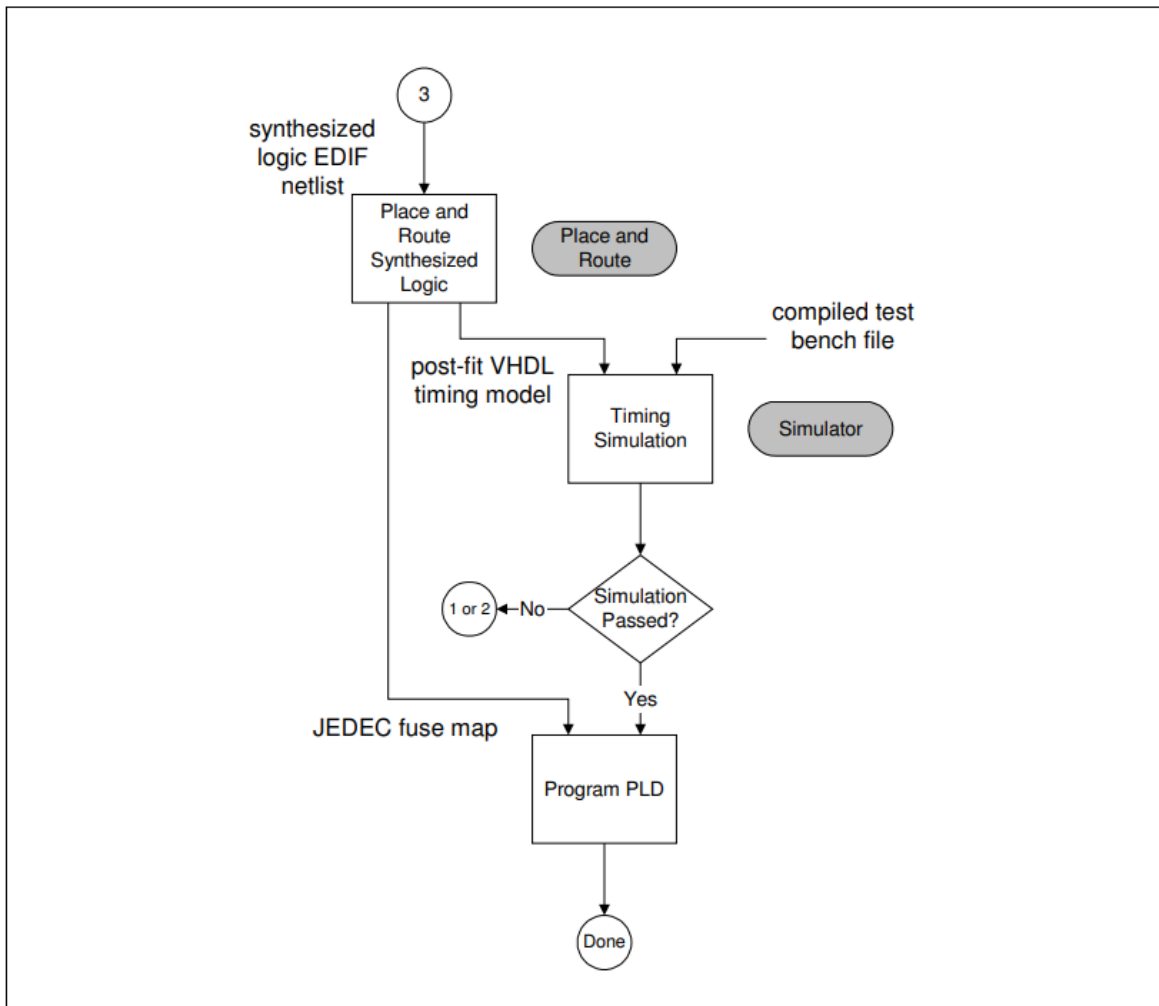 3
synthesized
logic EDIF
netlist
Place and
Route
Synthesized
Logic
Place and
Route
compiled test
bench file
post-fit VHDL
timing model
Timing
Simulation
Simulator
Simulation
Passed?
No
1 or 2
Yes
JEDEC fuse map
Program PLD
Done